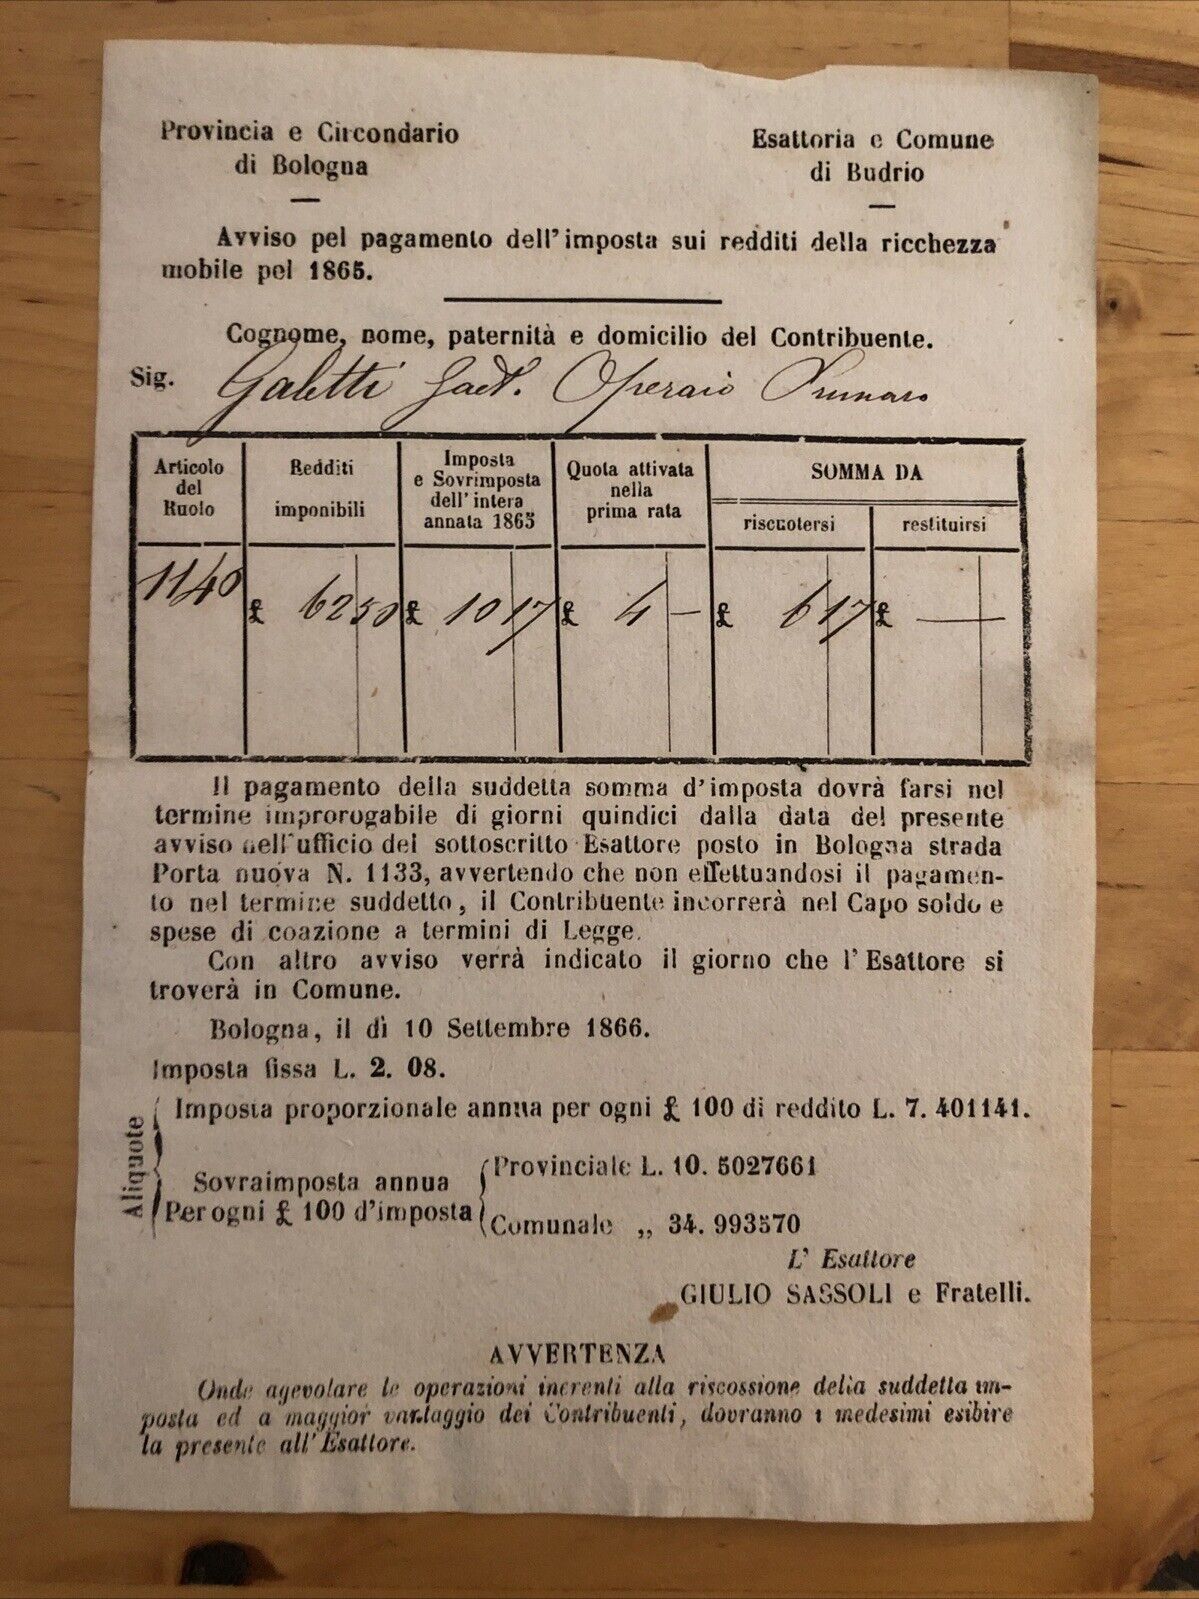 Provincia e Circondario
di Bologna
Esattoria e Comune
di Budrio
Avviso pel pagamento dell'imposta sui redditi della ricchezza
mobile pel 1865.
Cognome, nome, paternità e domicilio del Contribuente.
Sig. Galetti Gaet. Operaio
Articolo
del
Ruolo
Redditi
imponibili
Imposta
e Sovrimposta
dell'intera
annata 1865
Quota attivata
nella
prima rata
SOMMA DA
riscuotersi
restituirsi
1140 £ 62 50 £ 10 17 £ 4 — £ 6 17 £ —
Il pagamento della suddetta somma d'imposta dovrà farsi nel
termine improrogabile di giorni quindici dalla data del presente
avviso nell'ufficio del sottoscritto Esattore posto in Bologna strada
Porta nuova N. 1133, avvertendo che non effettuandosi il pagamen-
to nel termine suddetto, il Contribuente incorrerà nel Capo soldo e
spese di coazione a termini di Legge.
Con altro avviso verrà indicato il giorno che l'Esattore si
troverà in Comune.
Bologna, il dì 10 Settembre 1866.
Imposta fissa L. 2. 08.
Aliquote
Imposta proporzionale annua per ogni £ 100 di reddito L. 7. 401141.
Sovraimposta annua
Per ogni £ 100 d'imposta
Provinciale L. 10. 5027661
Comunale „ 34. 993570
L' Esattore
GIULIO SASSOLI e Fratelli.
AVVERTENZA
Onde agevolare le operazioni inerenti alla riscossione della suddetta im-
posta ed a maggior vantaggio dei Contribuenti, dovranno i medesimi esibire
la presente all'Esattore.